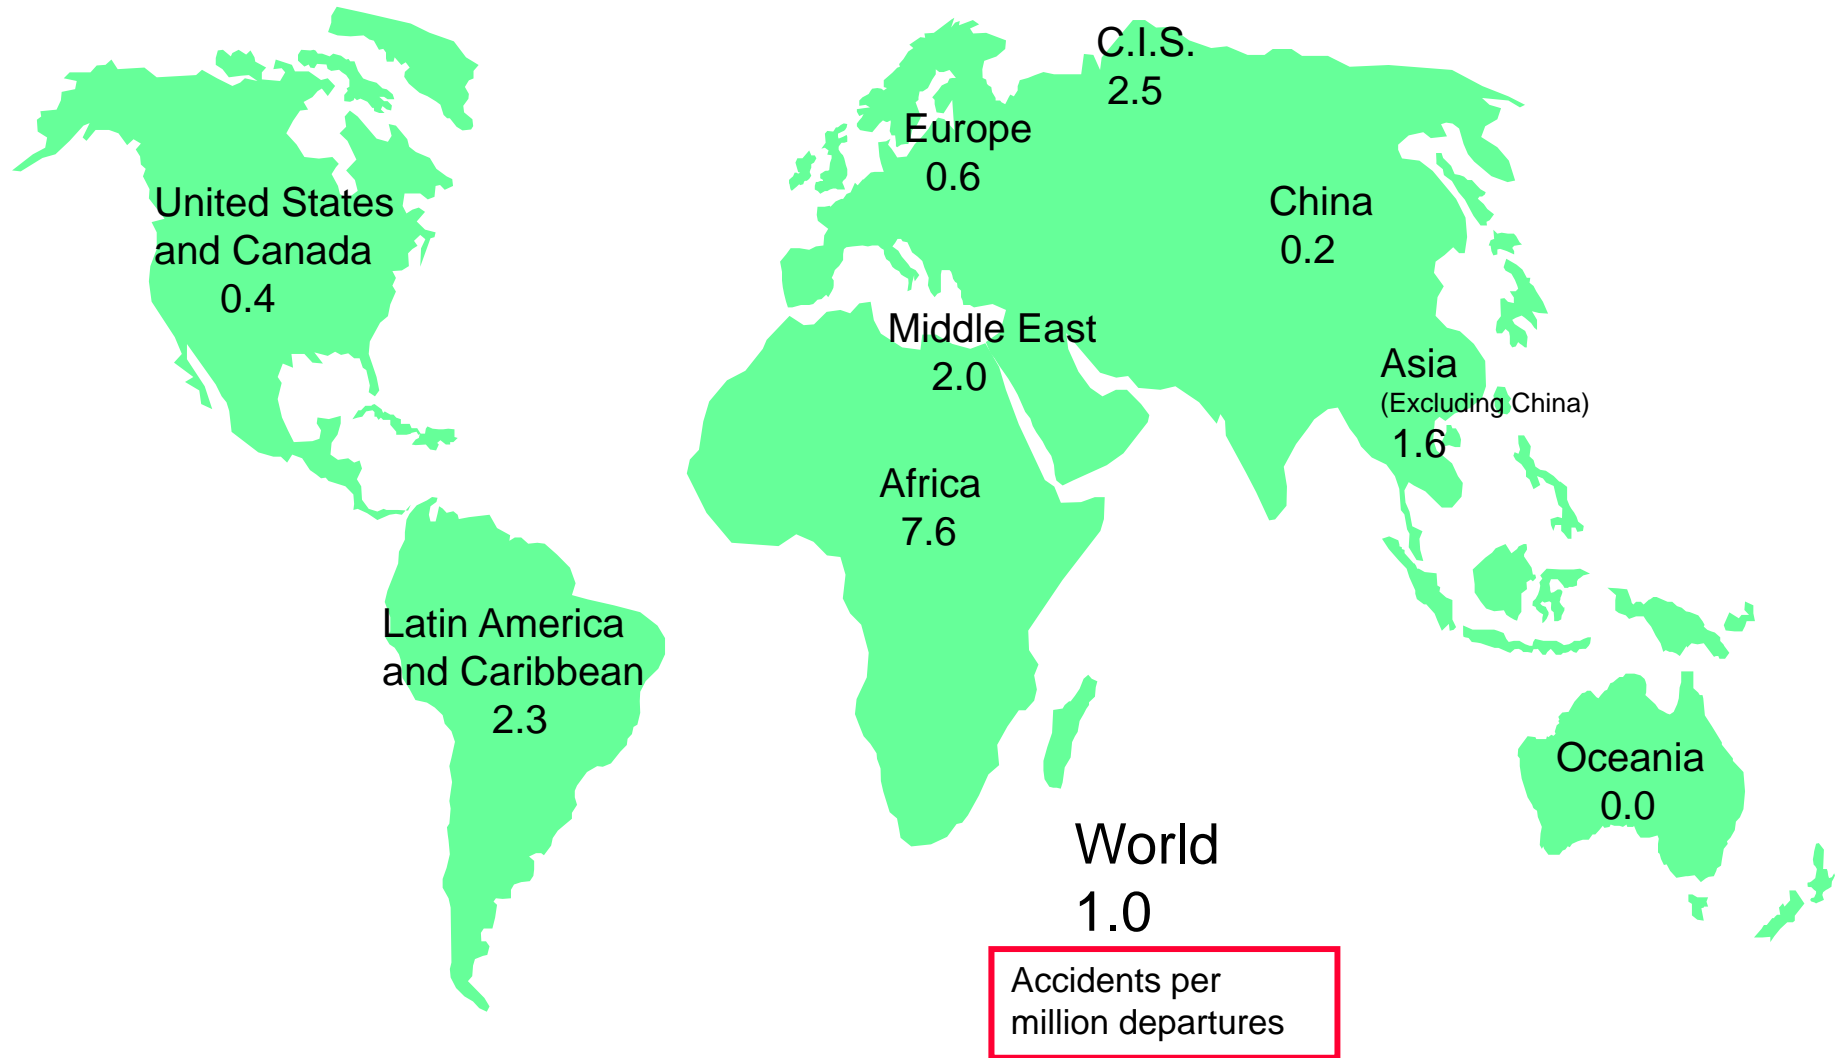 C.I.S.
2.5
Europe
0.6
United States
and Canada
0.4
China
0.2
Middle East
2.0
Asia
(Excluding China)
1.6
Africa
7.6
Latin America
and Caribbean
2.3
Oceania
0.0
World
1.0
Accidents per
million departures